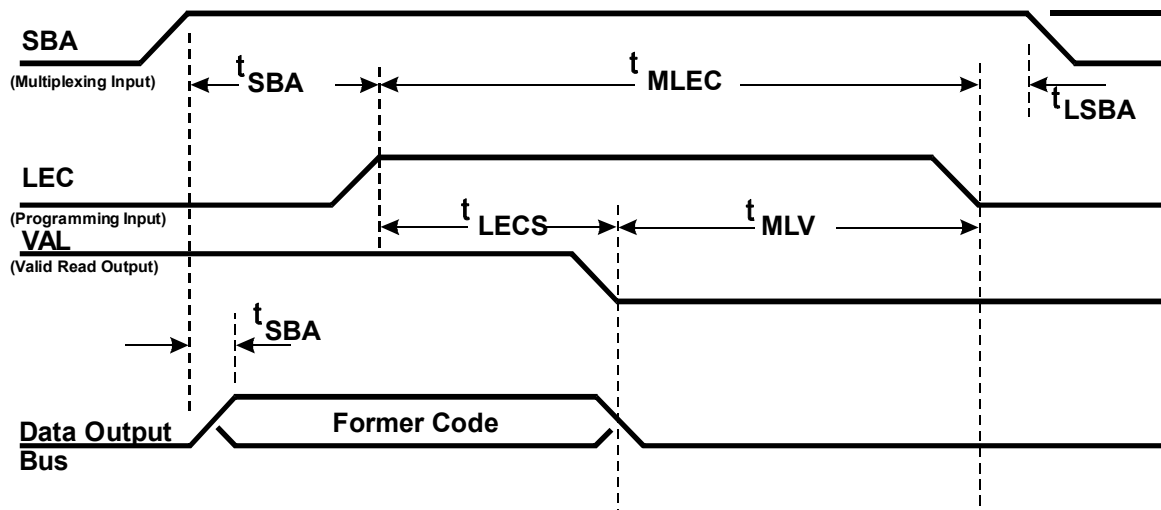 SBA
(Multiplexing Input)
t SBA
t MLEC
t LSBA
LEC
(Programming Input)
t LECS
t MLV
VAL
(Valid Read Output)
t SBA
Former Code
Data Output
Bus